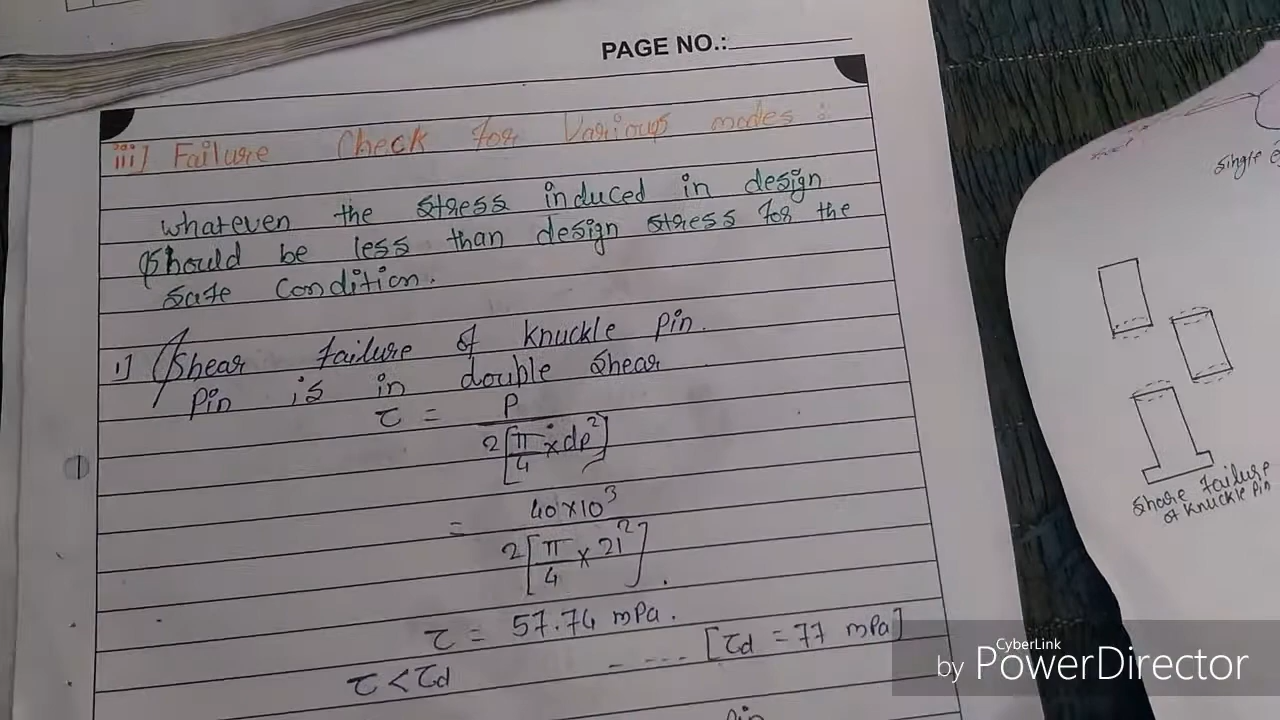 PAGE NO.:
iii] Failure Check for Various modes :
whatever the stress induced in design
should be less than design stress for the
safe condition.
1] Shear failure of knuckle pin.
Pin is in double shear
τ = P / 2[π/4 × dp²]
= 40×10³ / 2[π/4 × 21²].
τ = 57.74 mPa.
τ < τd ---- [τd = 77 mPa]
pin
single
Share failure
of knuckle pin
CyberLink
by PowerDirector